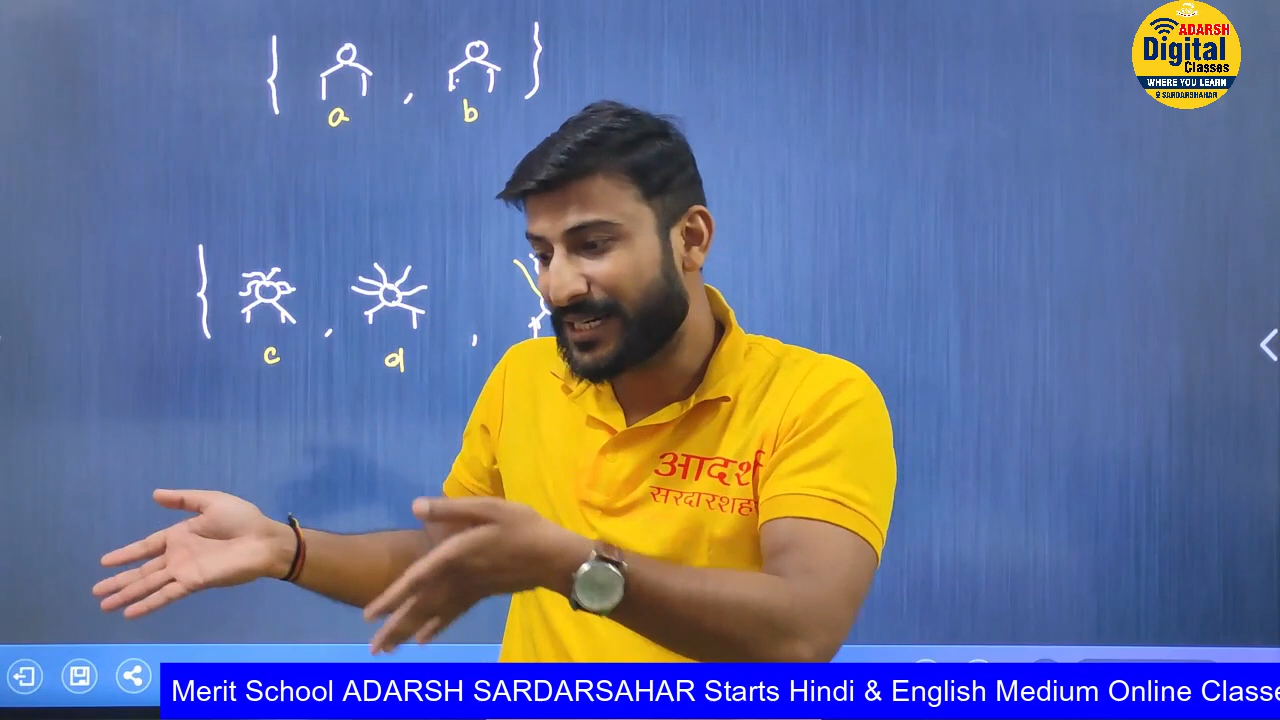 { , }
a b
{ , ,
c d
ADARSH
Digital
Classes
WHERE YOU LEARN
SARDARSHAHAR
आदर्श
सरदारशह
Merit School ADARSH SARDARSAHAR Starts Hindi & English Medium Online Classe